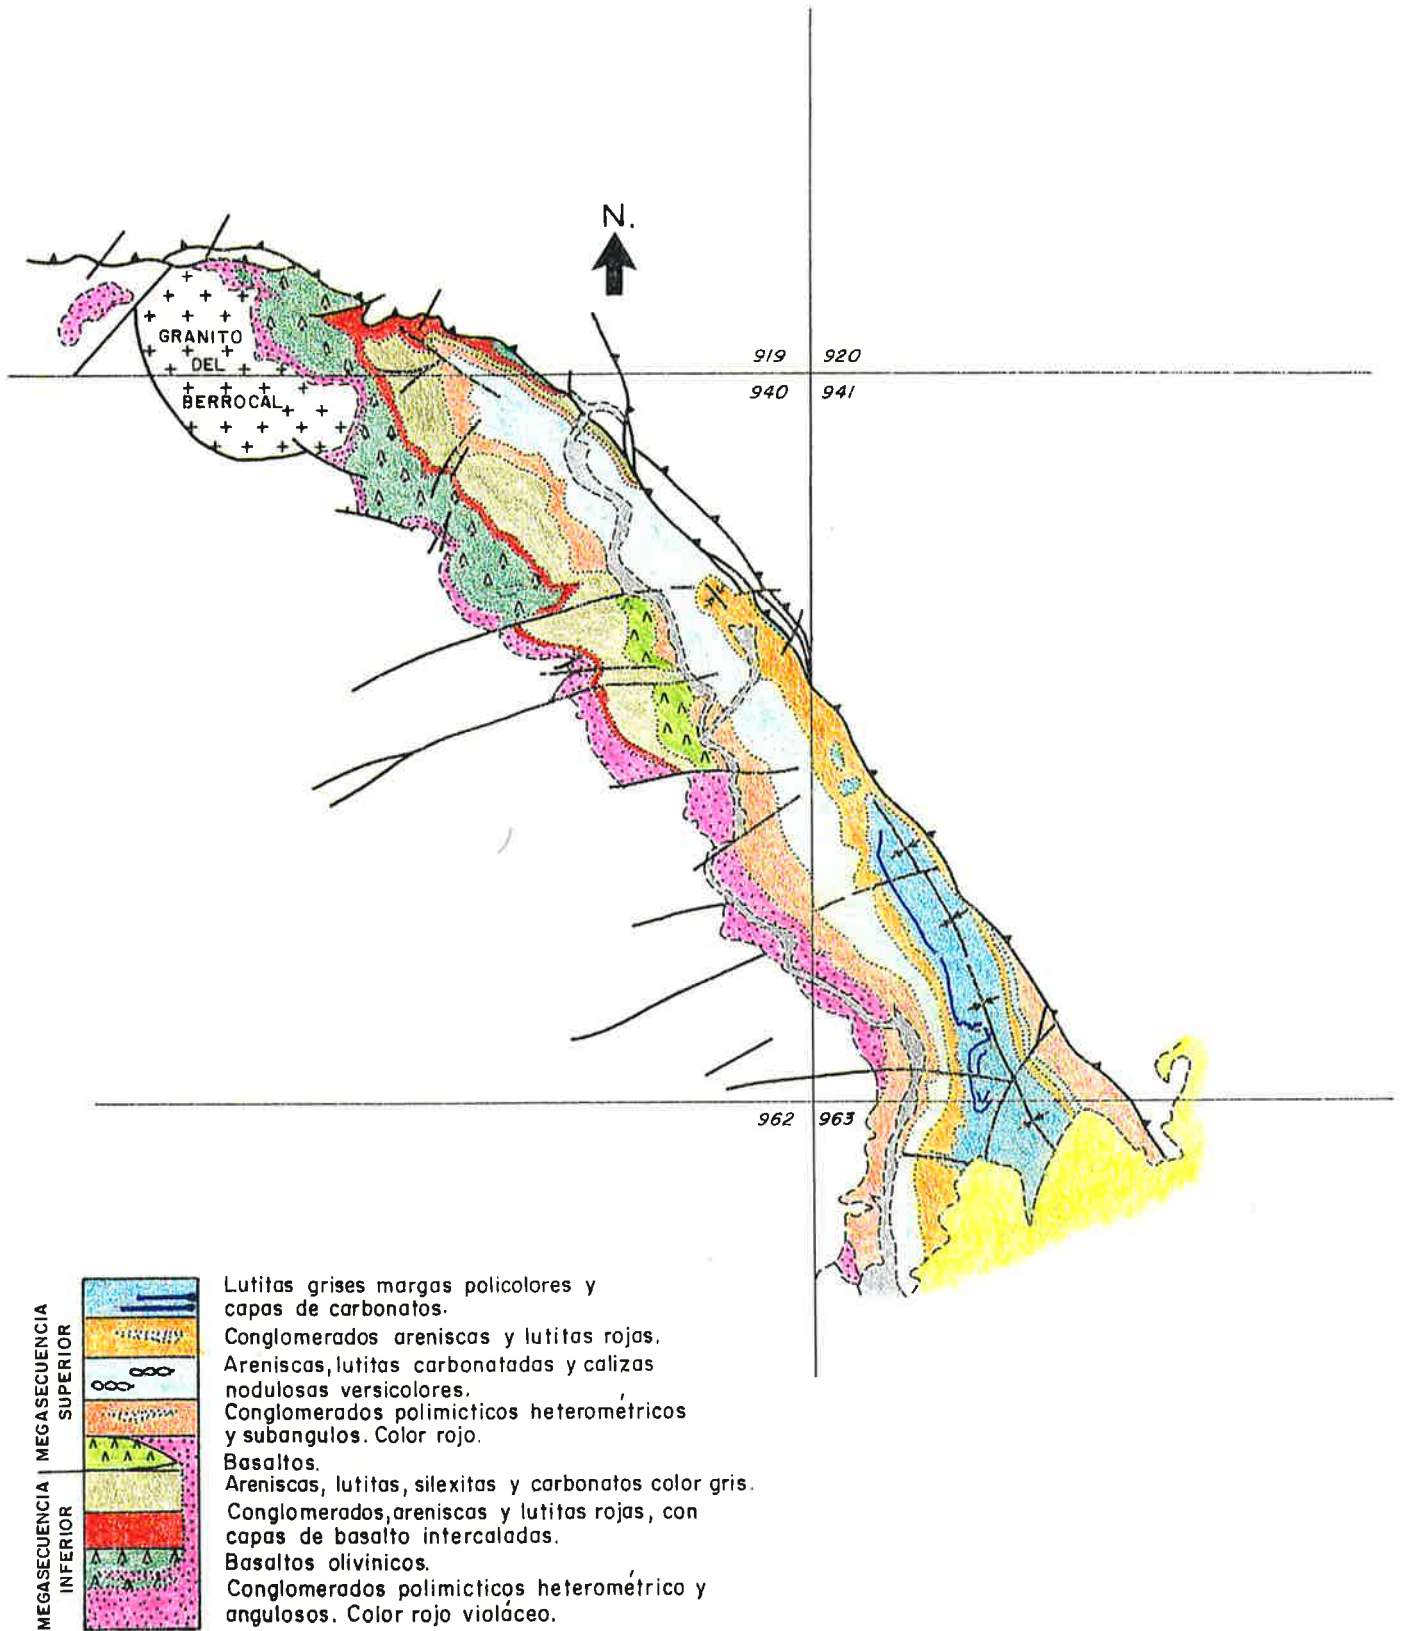 N.
GRANITO
DEL
BERROCAL
919 920
940 941
962 963
MEGASECUENCIA
SUPERIOR
MEGASECUENCIA
INFERIOR
Lutitas grises margas policolores y
capas de carbonatos.
Conglomerados areniscas y lutitas rojas.
Areniscas, lutitas carbonatadas y calizas
nodulosas versicolores.
Conglomerados polimícticos heterométricos
y subangulos. Color rojo.
Basaltos.
Areniscas, lutitas, silexitas y carbonatos color gris.
Conglomerados, areniscas y lutitas rojas, con
capas de basalto intercaladas.
Basaltos olivínicos.
Conglomerados polimícticos heterométrico y
angulosos. Color rojo violáceo.